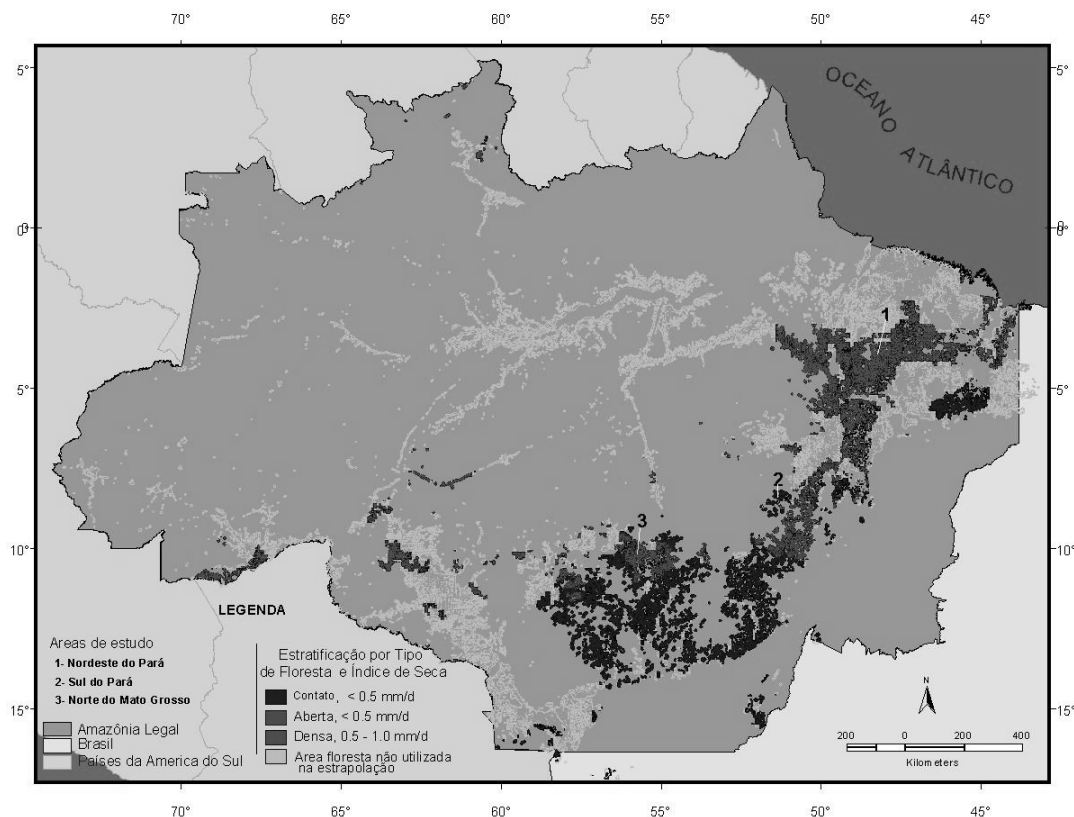 70° 65° 60° 55° 50° 45°
5° 5°
OCEANO
ATLÂNTICO
0° 0°
1
5° 5°
2
3
10° 10°
LEGENDA
Areas de estudo
1- Nordeste do Pará
2- Sul do Pará
3- Norte do Mato Grosso
Amazônia Legal
Brasil
Países da America do Sul
Estratificação por Tipo
de Floresta e Índice de Seca
Contato, < 0.5 mm/d
Aberta, < 0.5 mm/d
Densa, 0.5 - 1.0 mm/d
Area floresta não utilizada
na estrapolação
N
15° 15°
200 0 200 400
Kilometers
70° 65° 60° 55° 50° 45°